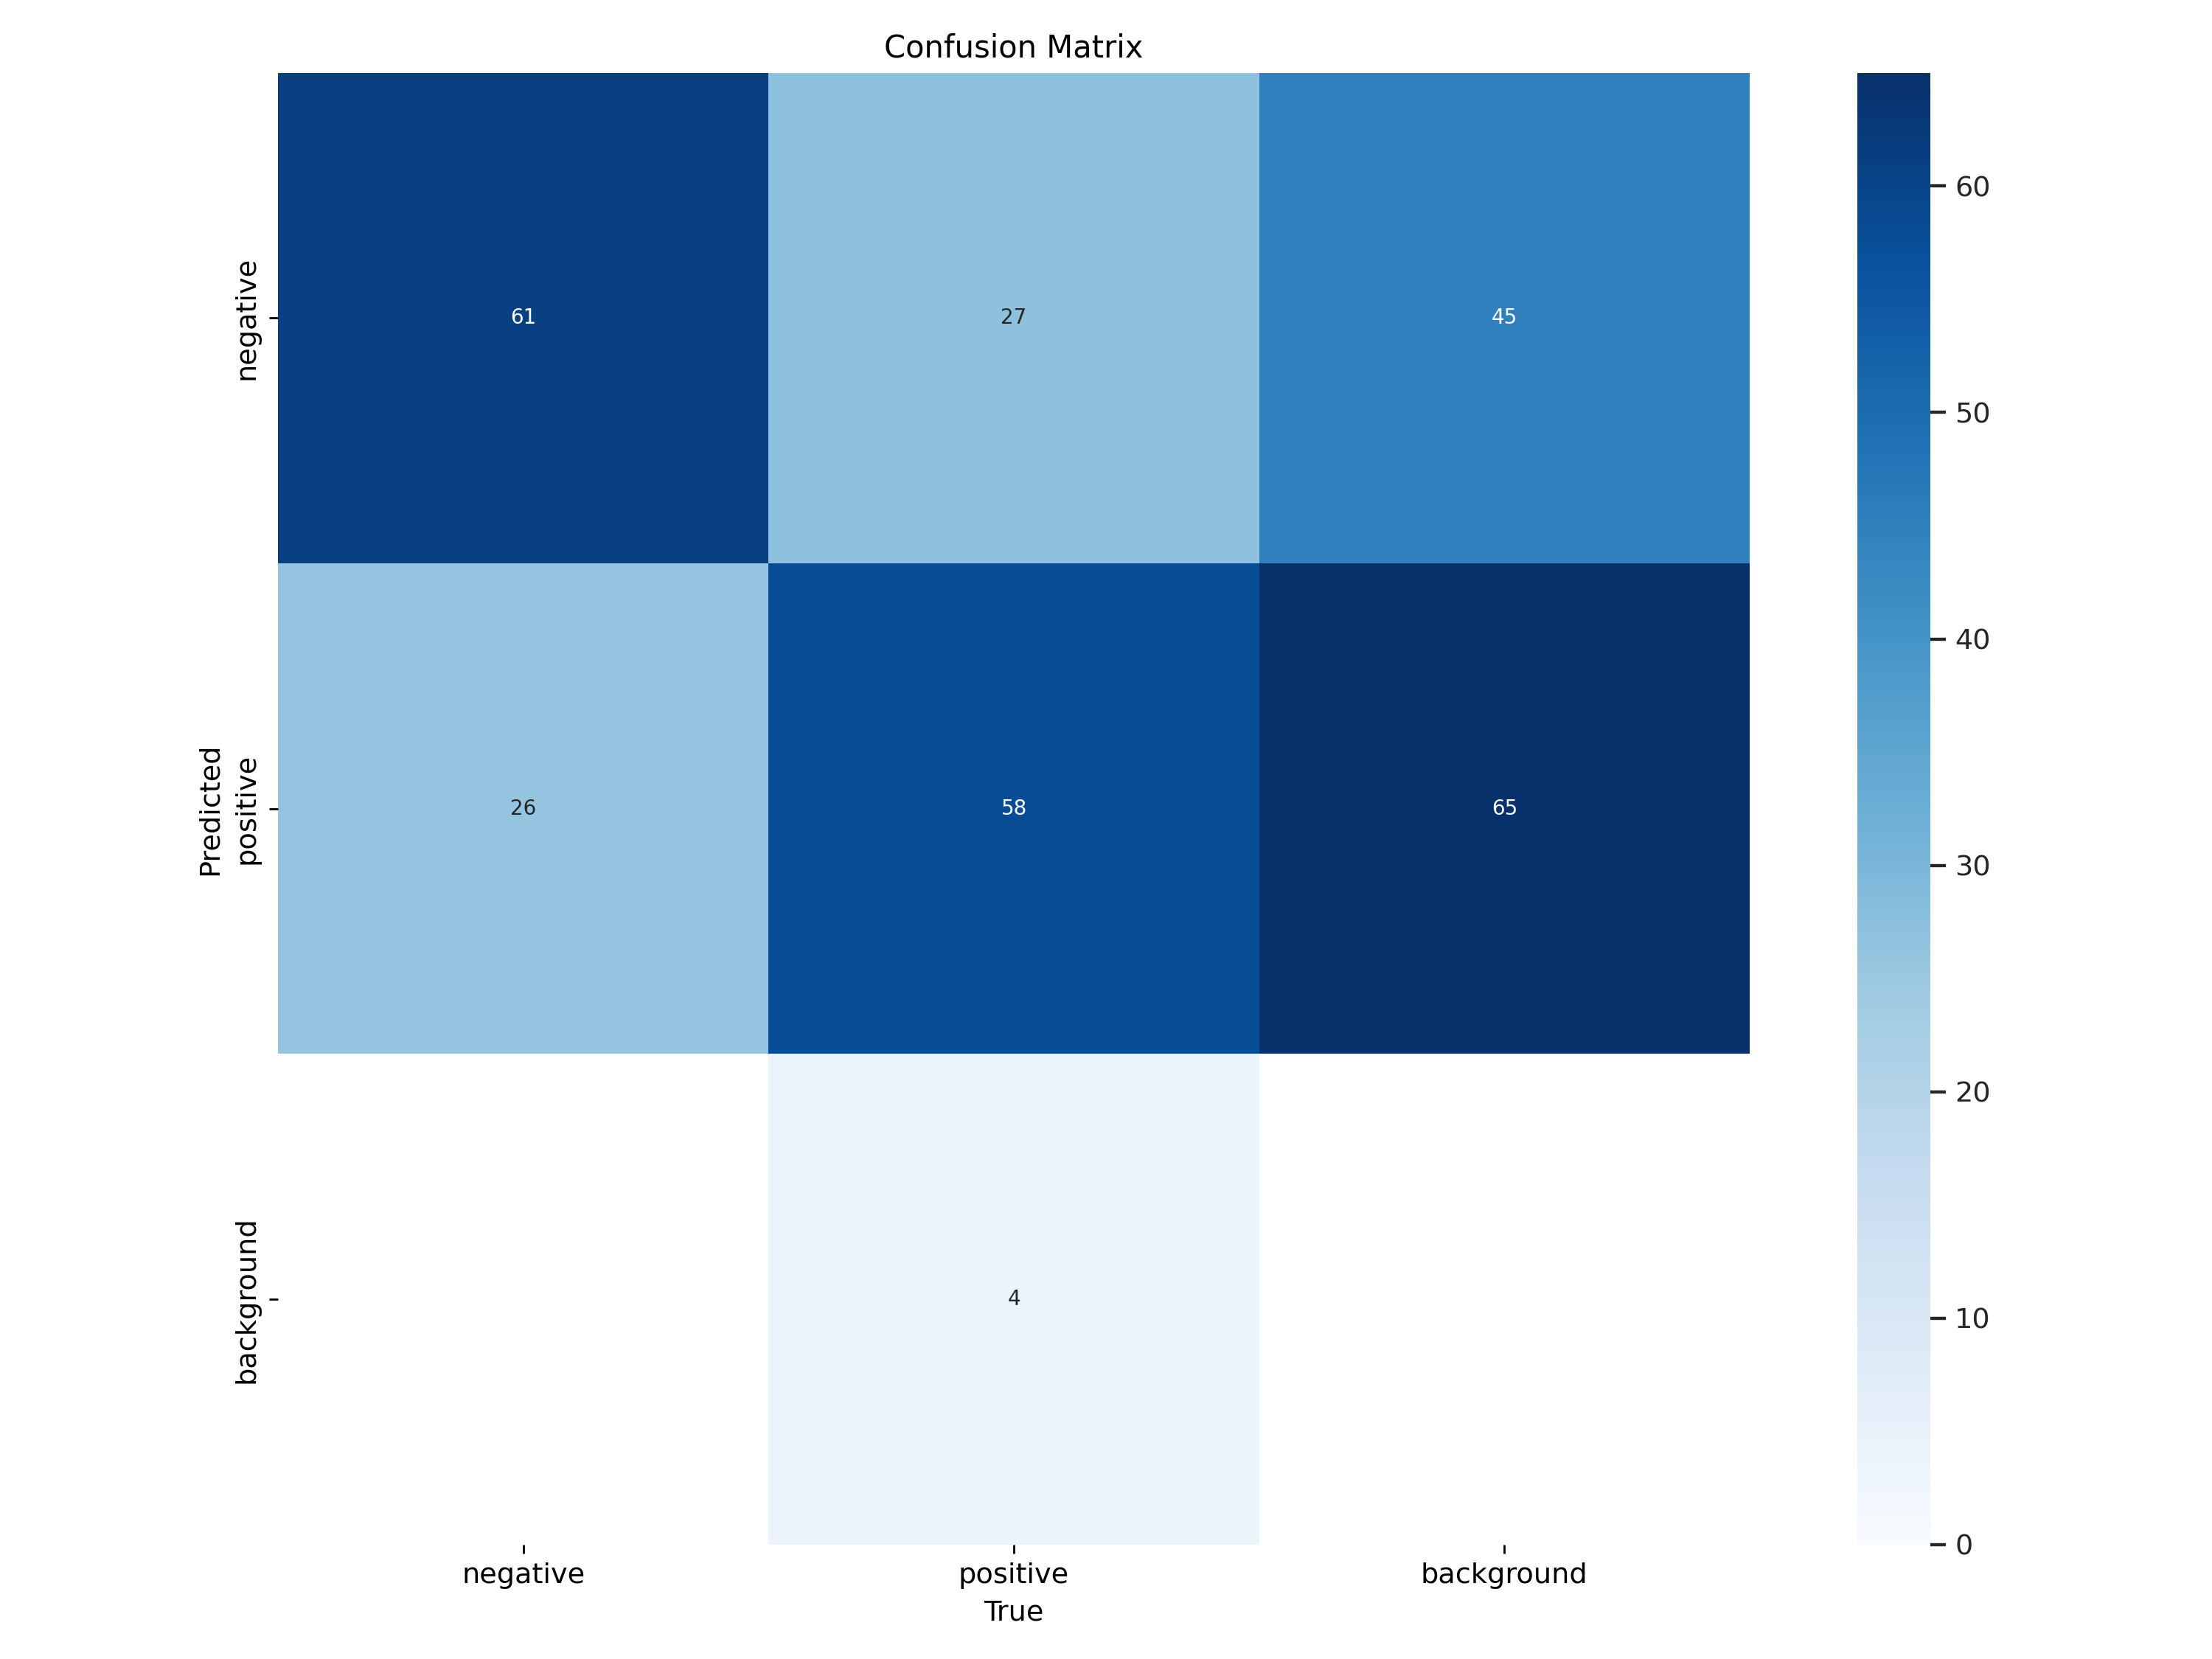 Confusion Matrix
negative
61
27
45
60
50
40
30
20
10
0
Predicted
positive
26
58
65
background
4
negative
positive
background
True